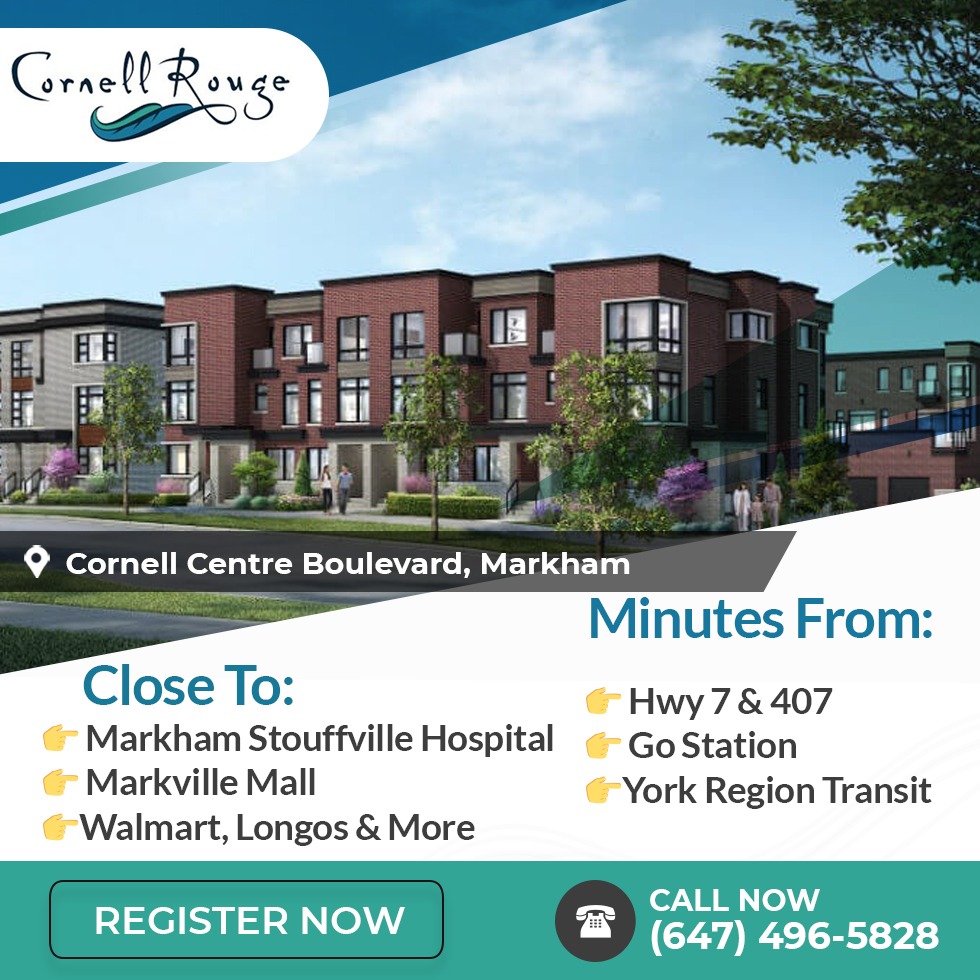 Cornell Rouge
Cornell Centre Boulevard, Markham
Minutes From:
Hwy 7 & 407
Go Station
York Region Transit
Close To:
Markham Stouffville Hospital
Markville Mall
Walmart, Longos & More
REGISTER NOW
CALL NOW
(647) 496-5828